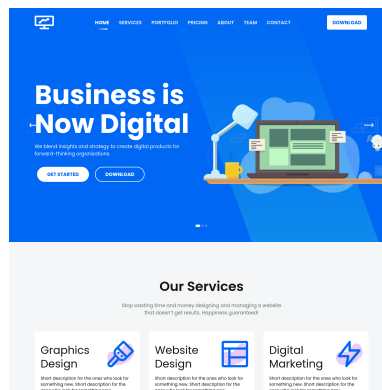 HOME SERVICES PORTFOLIO PRICING ABOUT TEAM CONTACT DOWNLOAD
Business is
Now Digital
We blend insights and strategy to create digital products for
forward-thinking organisations.
GET STARTED DOWNLOAD
Our Services
Stop wasting time and money designing and managing a website
that doesn't get results. Happiness guaranteed!
Graphics
Design
Short description for the ones who look for
something new. Short description for the
Website
Design
Short description for the ones who look for
something new. Short description for the
Digital
Marketing
Short description for the ones who look for
something new. Short description for the